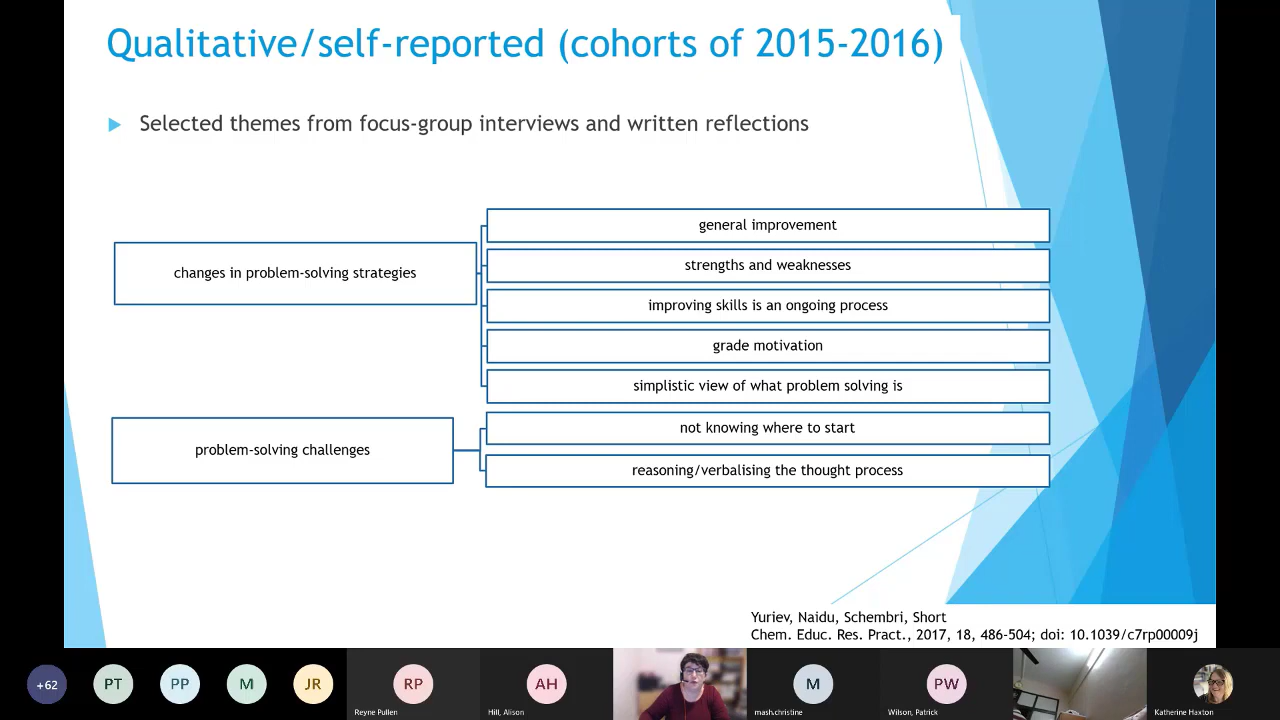 Qualitative/self-reported (cohorts of 2015-2016)
Selected themes from focus-group interviews and written reflections
changes in problem-solving strategies
general improvement
strengths and weaknesses
improving skills is an ongoing process
grade motivation
simplistic view of what problem solving is
problem-solving challenges
not knowing where to start
reasoning/verbalising the thought process
Yuriev, Naidu, Schembri, Short
Chem. Educ. Res. Pract., 2017, 18, 486-504; doi: 10.1039/c7rp00009j
+62
PT
PP
M
JR
RP
Reyne Pullen
AH
Hill, Alison
M
mash.christine
PW
Wilson, Patrick
Katherine Haxton